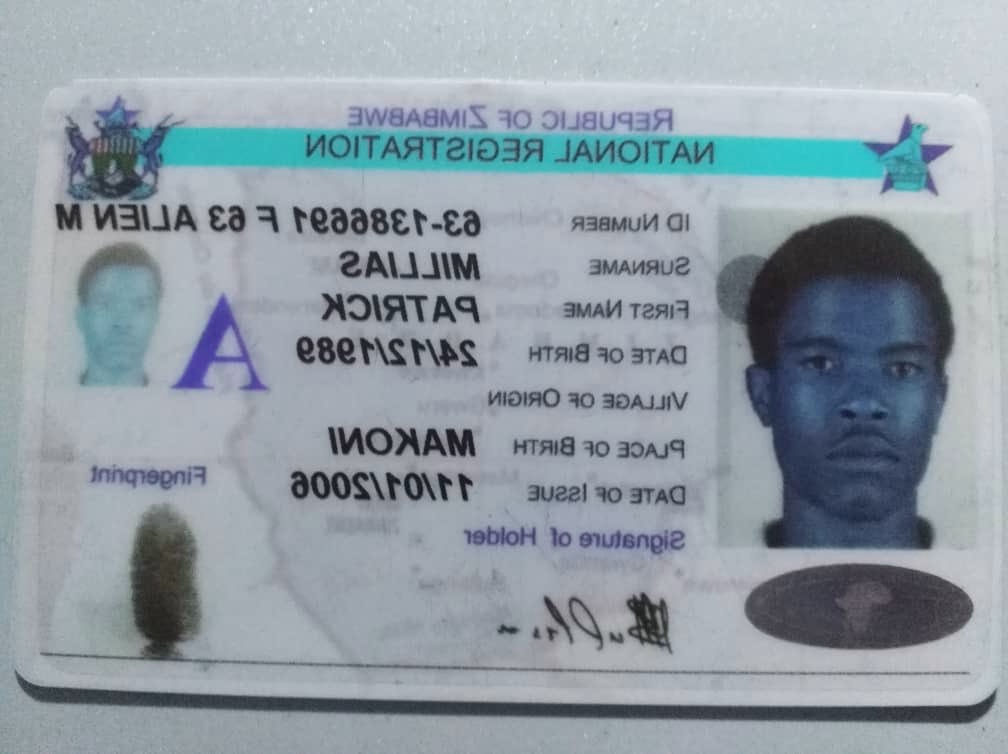 REPUBLIC OF ZIMBABWE
NATIONAL REGISTRATION
ID NUMBER 63-1386691 F 63 ALIEN M
SURNAME MILLIAS
FIRST NAME PATRICK
DATE OF BIRTH 24/12/1989
A
VILLAGE OF ORIGIN
PLACE OF BIRTH MAKONI
DATE OF ISSUE 11/01/2006
Fingerprint
Signature of Holder